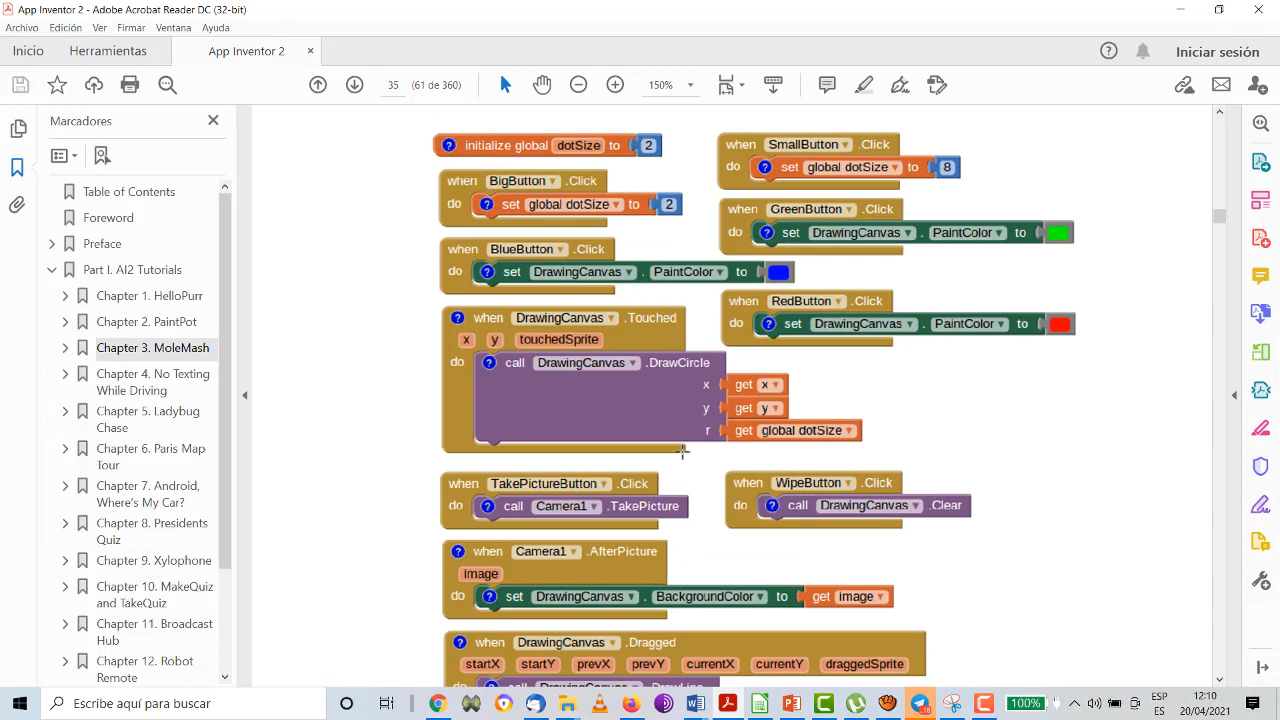 App Inventor 2 - Adobe Acrobat Reader DC (32-bit)
Archivo Edición Ver Firmar Ventana Ayuda
Inicio Herramientas App Inventor 2 × Iniciar sesión
35 (61 de 360) 150%
Marcadores
Table of Contents
Foreword
Preface
Part I. AI2 Tutorials
Chapter 1. HelloPurr
Chapter 2. PaintPot
Chapter 3. MoleMash
Chapter 4. No Texting
While Driving
Chapter 5. Ladybug
Chase
Chapter 6. Paris Map
Tour
Chapter 7. Android,
Where's My Car?
Chapter 8. Presidents
Quiz
Chapter 9. Xylophone
Chapter 10. MakeQuiz
and TakeQuiz
Chapter 11. Broadcast
Hub
Chapter 12. Robot
Remote
? initialize global dotSize to 2
when BigButton .Click
do ? set global dotSize to 2
when BlueButton .Click
do ? set DrawingCanvas . PaintColor to
? when DrawingCanvas .Touched
x y touchedSprite
do ? call DrawingCanvas .DrawCircle
x get x
y get y
r get global dotSize
when SmallButton .Click
do ? set global dotSize to 8
when GreenButton .Click
do ? set DrawingCanvas . PaintColor to
when RedButton .Click
do ? set DrawingCanvas . PaintColor to
when TakePictureButton .Click
do ? call Camera1 .TakePicture
when WipeButton .Click
do ? call DrawingCanvas .Clear
? when Camera1 .AfterPicture
image
do ? set DrawingCanvas . BackgroundColor to get image
? when DrawingCanvas .Dragged
startX startY prevX prevY currentX currentY draggedSprite
do call DrawingCanvas .DrawLine
Escribe aquí para buscar
100% ESP ES 12:10 20/04/2021